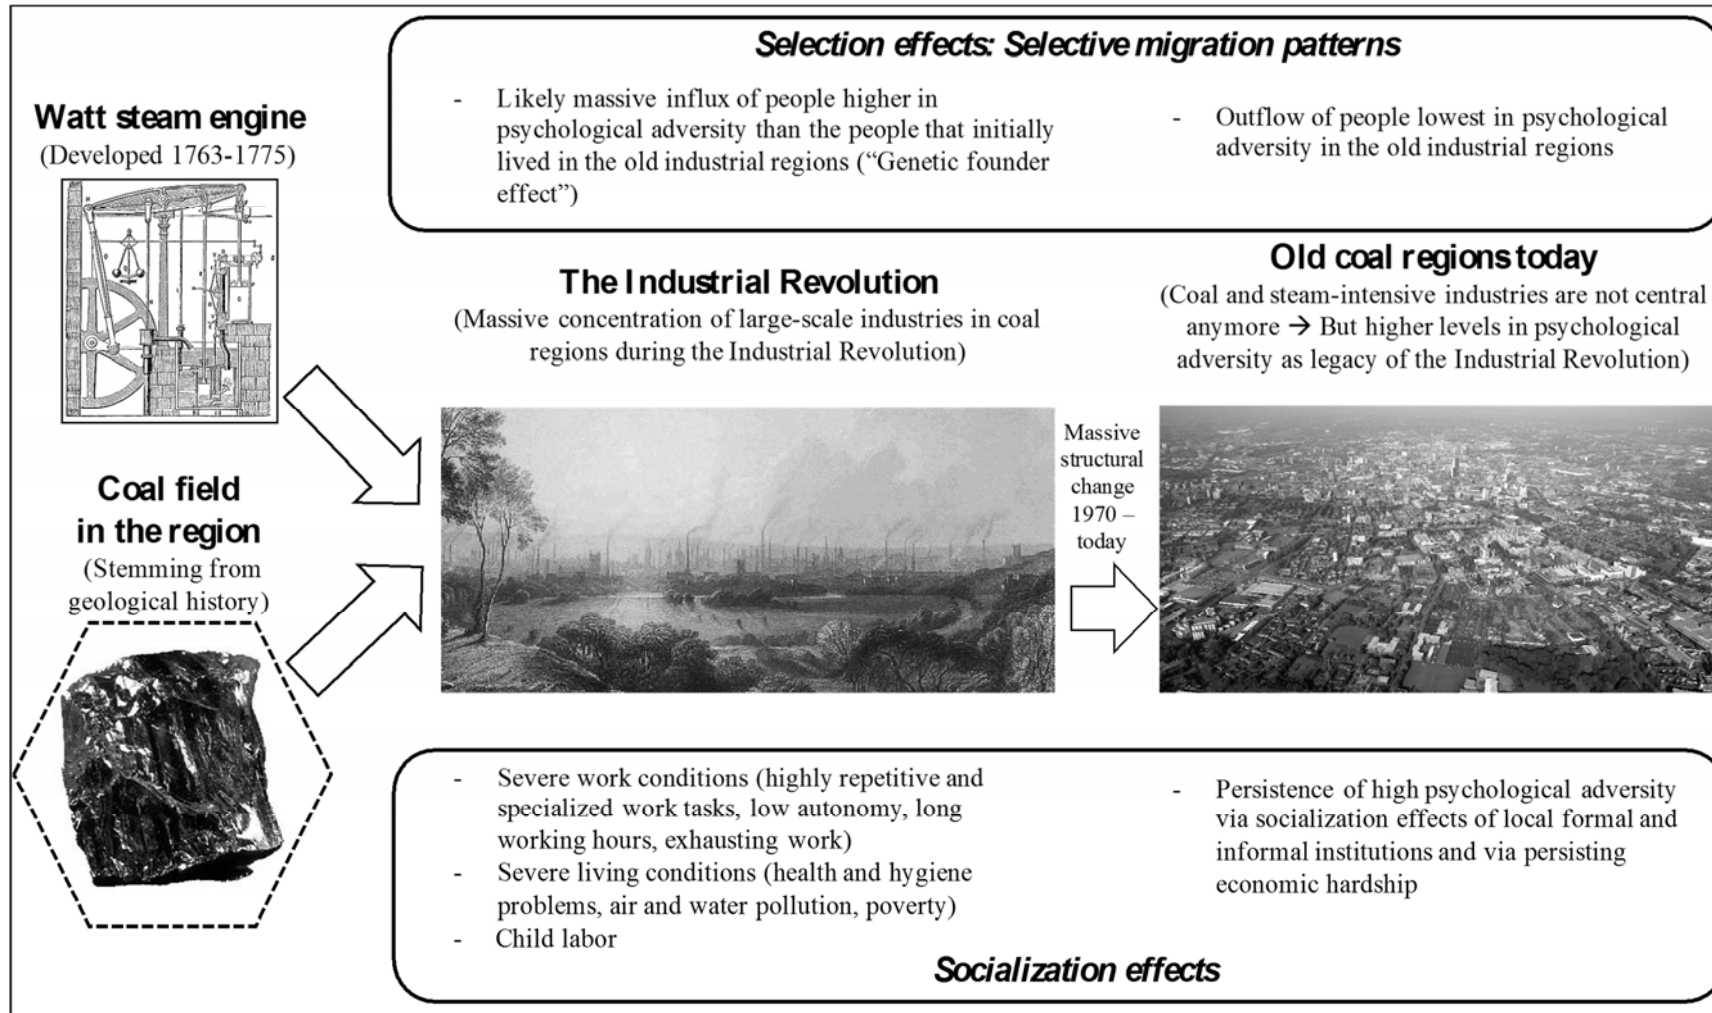 Selection effects: Selective migration patterns
- Likely massive influx of people higher in
psychological adversity than the people that initially
lived in the old industrial regions (“Genetic founder
effect”)
- Outflow of people lowest in psychological
adversity in the old industrial regions
Watt steam engine
(Developed 1763-1775)
Coal field
in the region
(Stemming from
geological history)
The Industrial Revolution
(Massive concentration of large-scale industries in coal
regions during the Industrial Revolution)
Massive
structural
change
1970 –
today
Old coal regions today
(Coal and steam-intensive industries are not central
anymore → But higher levels in psychological
adversity as legacy of the Industrial Revolution)
- Severe work conditions (highly repetitive and
specialized work tasks, low autonomy, long
working hours, exhausting work)
- Severe living conditions (health and hygiene
problems, air and water pollution, poverty)
- Child labor
- Persistence of high psychological adversity
via socialization effects of local formal and
informal institutions and via persisting
economic hardship
Socialization effects